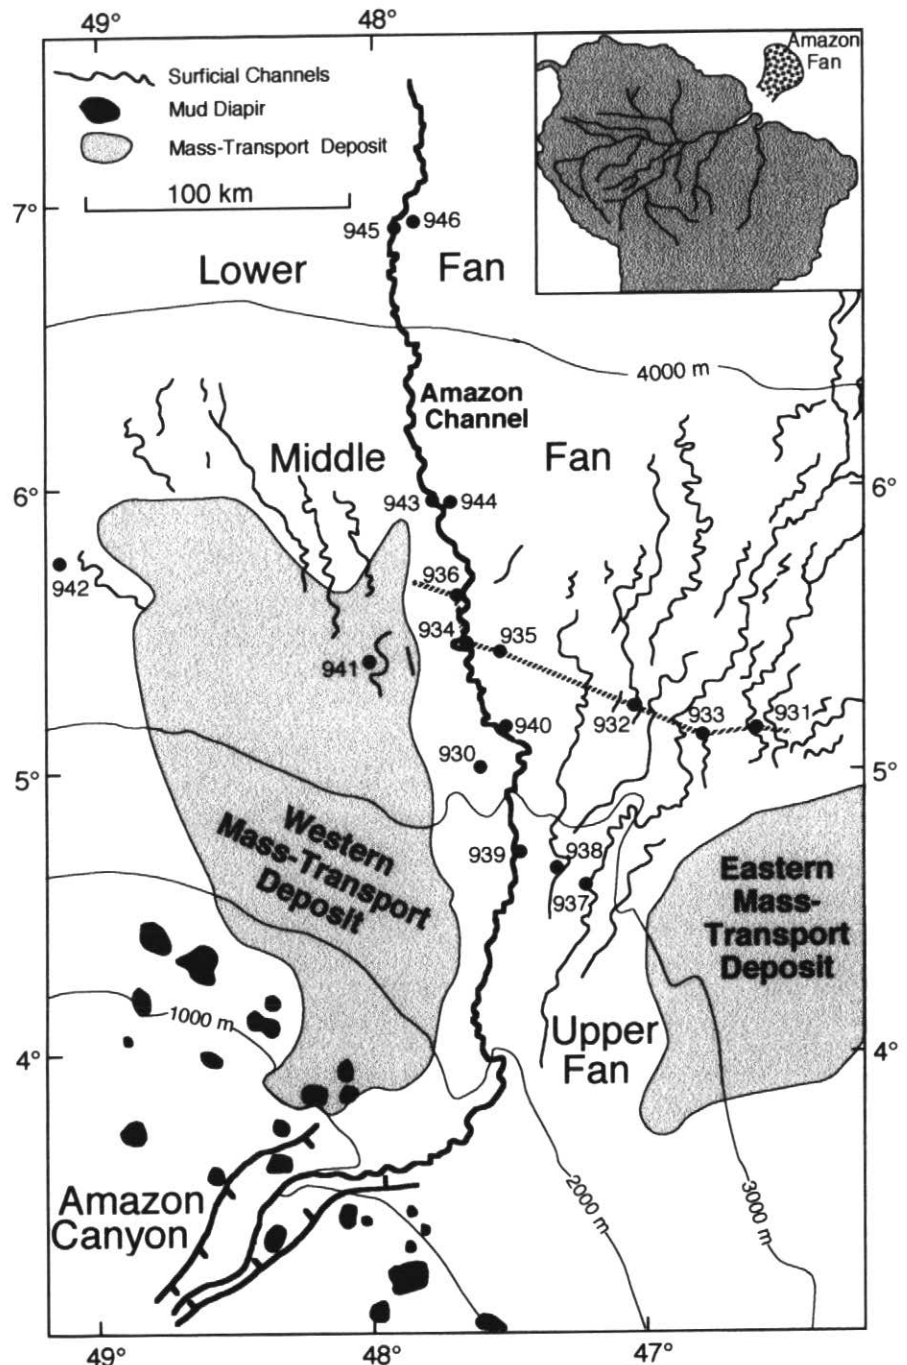 49°
48°
Surficial Channels
Mud Diapir
Mass-Transport Deposit
100 km
Amazon
Fan
7°
945
946
Lower
Fan
4000 m
Amazon
Channel
Middle
Fan
6°
943
944
6°
942
936
934
935
941
932
933
931
940
930
5°
5°
939
938
937
Western
Mass-Transport
Deposit
Eastern
Mass-
Transport
Deposit
1000 m
Upper
Fan
4°
4°
Amazon
Canyon
2000 m
3000 m
49°
48°
47°